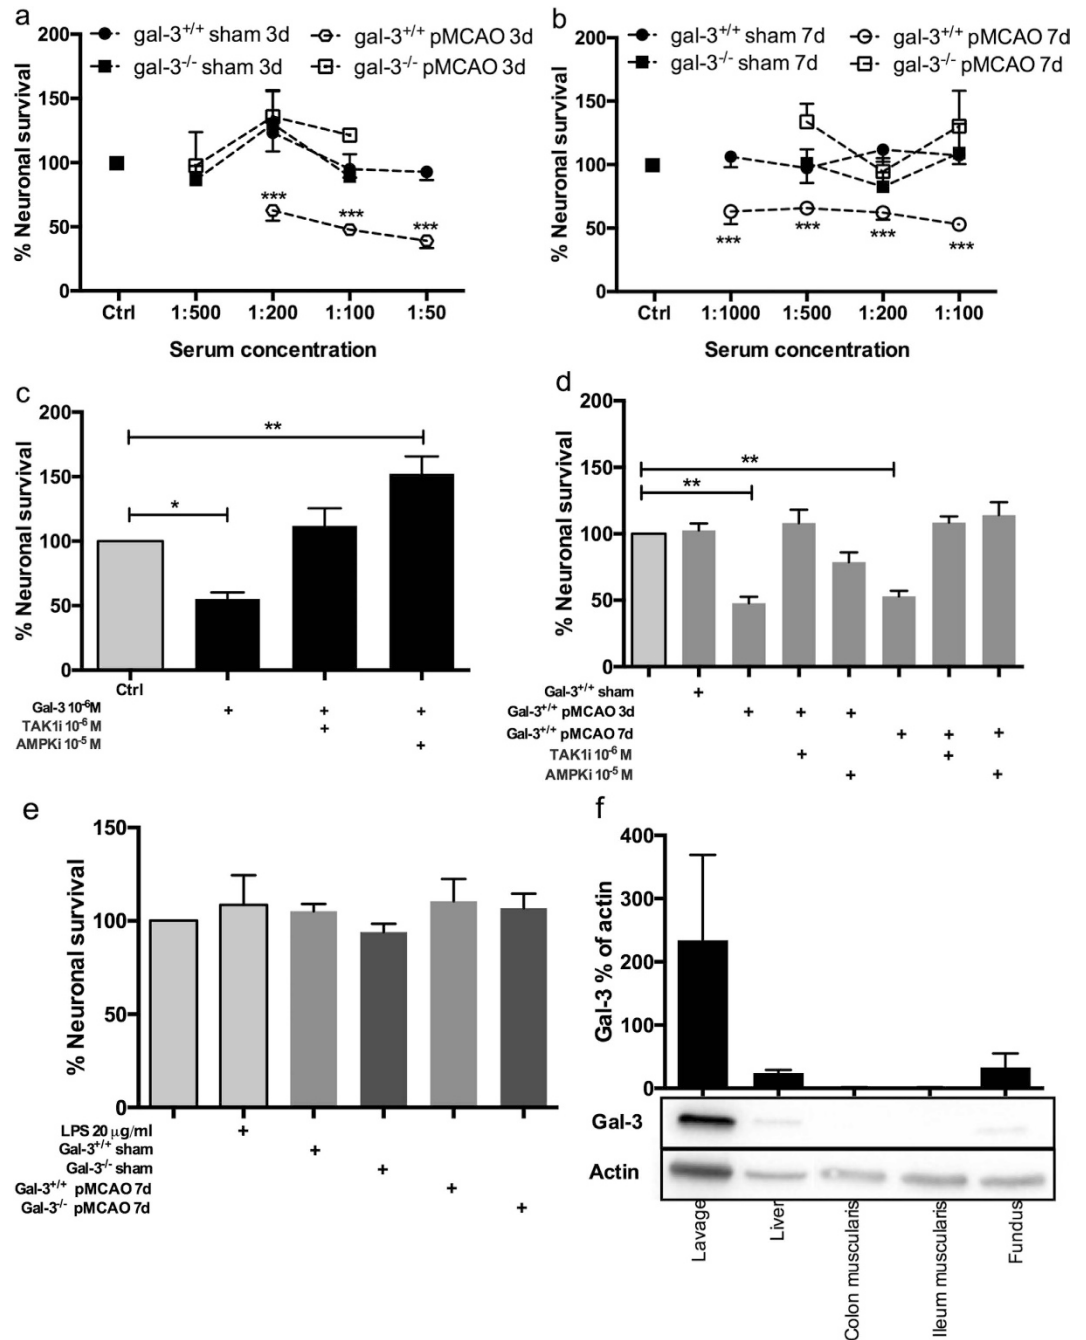 a
gal-3+/+ sham 3d
gal-3+/+ pMCAO 3d
gal-3-/- sham 3d
gal-3-/- pMCAO 3d
% Neuronal survival
200
150
100
50
0
***
***
***
Ctrl
1:500
1:200
1:100
1:50
Serum concentration
b
gal-3+/+ sham 7d
gal-3+/+ pMCAO 7d
gal-3-/- sham 7d
gal-3-/- pMCAO 7d
% Neuronal survival
200
150
100
50
0
***
***
***
***
Ctrl
1:1000
1:500
1:200
1:100
Serum concentration
c
% Neuronal survival
200
150
100
50
0
**
*
Ctrl
Gal-3 10-6M + + +
TAK1i 10-6 M +
AMPKi 10-5 M +
d
% Neuronal survival
200
150
100
50
0
**
**
Gal-3+/+ sham +
Gal-3+/+ pMCAO 3d + + +
Gal-3+/+ pMCAO 7d + + +
TAK1i 10-6 M + +
AMPKi 10-5 M + +
e
% Neuronal survival
150
100
50
0
LPS 20 µg/ml +
Gal-3+/+ sham +
Gal-3-/- sham +
Gal-3+/+ pMCAO 7d +
Gal-3-/- pMCAO 7d +
f
Gal-3 % of actin
400
300
200
100
0
Gal-3
Actin
Lavage
Liver
Colon muscularis
Ileum muscularis
Fundus